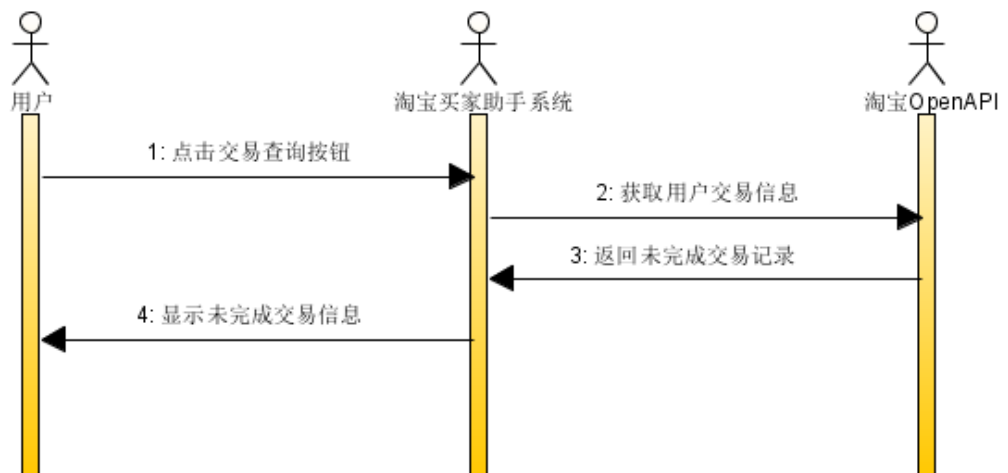 用户
淘宝买家助手系统
淘宝OpenAPI
1: 点击交易查询按钮
2: 获取用户交易信息
3: 返回未完成交易记录
4: 显示未完成交易信息